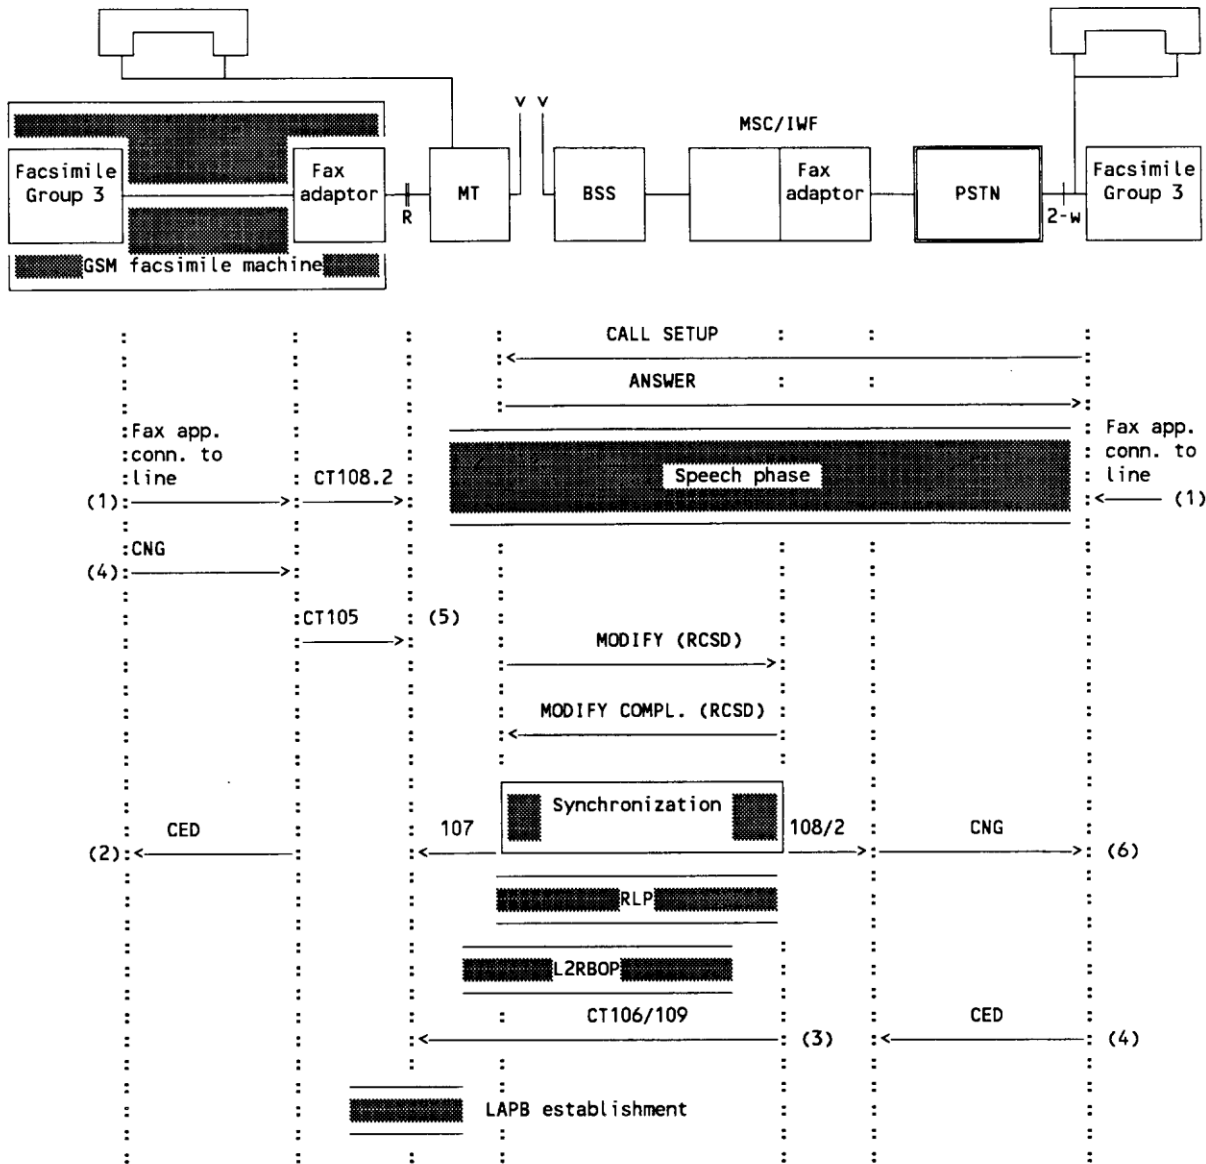 MSC/IWF
Facsimile
Group 3
Fax
adaptor
R
MT
BSS
Fax
adaptor
PSTN
2-w
Facsimile
Group 3
GSM facsimile machine
CALL SETUP
ANSWER
Fax app.
conn. to
line
CT108.2
(1)
Speech phase
Fax app.
conn. to
line
(1)
CNG
(4)
CT105
(5)
MODIFY (RCSD)
MODIFY COMPL. (RCSD)
Synchronization
CED
107
108/2
CNG
(2)
(6)
RLP
L2RBOP
CT106/109
CED
(3)
(4)
LAPB establishment